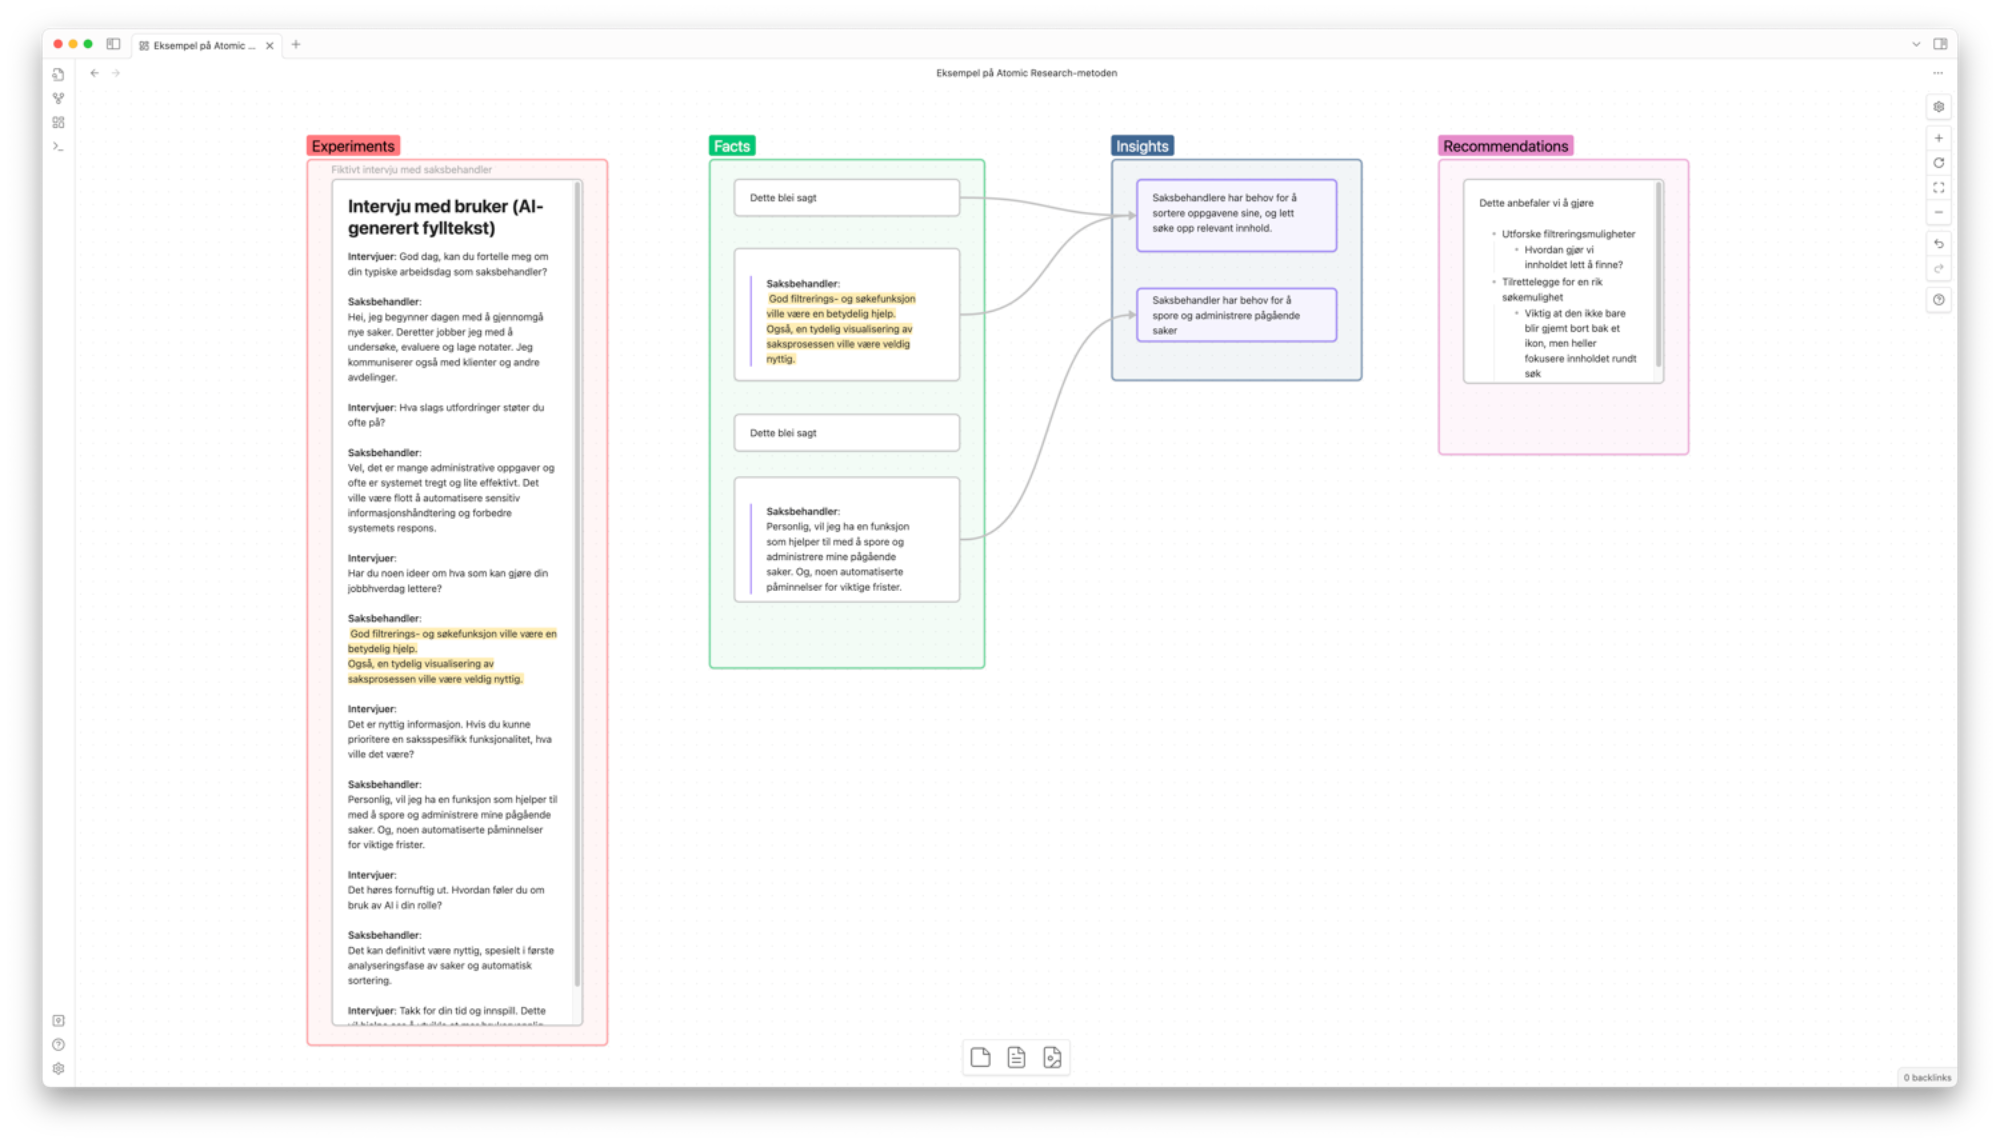 Eksempel på Atomic ...
Eksempel på Atomic Research-metoden
Experiments
Fiktivt intervju med saksbehandler
Intervju med bruker (AI-
generert fylltekst)
Intervjuer: God dag, kan du fortelle meg om
din typiske arbeidsdag som saksbehandler?
Saksbehandler:
Hei, jeg begynner dagen med å gjennomgå
nye saker. Deretter jobber jeg med å
undersøke, evaluere og lage notater. Jeg
kommuniserer også med klienter og andre
avdelinger.
Intervjuer: Hva slags utfordringer støter du
ofte på?
Saksbehandler:
Vel, det er mange administrative oppgaver og
ofte er systemet tregt og lite effektivt. Det
ville være flott å automatisere sensitiv
informasjonshåndtering og forbedre
systemets respons.
Intervjuer:
Har du noen ideer om hva som kan gjøre din
jobbhverdag lettere?
Saksbehandler:
God filtrerings- og søkefunksjon ville være en
betydelig hjelp.
Også, en tydelig visualisering av
saksprosessen ville være veldig nyttig.
Intervjuer:
Det er nyttig informasjon. Hvis du kunne
prioritere en saksspesifikk funksjonalitet, hva
ville det være?
Saksbehandler:
Personlig, vil jeg ha en funksjon som hjelper til
med å spore og administrere mine pågående
saker. Og, noen automatiserte påminnelser
for viktige frister.
Intervjuer:
Det høres fornuftig ut. Hvordan føler du om
bruk av AI i din rolle?
Saksbehandler:
Det kan definitivt være nyttig, spesielt i første
analyseringsfase av saker og automatisk
sortering.
Intervjuer: Takk for din tid og innspill. Dette
Facts
Dette blei sagt
Saksbehandler:
God filtrerings- og søkefunksjon
ville være en betydelig hjelp.
Også, en tydelig visualisering av
saksprosessen ville være veldig
nyttig.
Dette blei sagt
Saksbehandler:
Personlig, vil jeg ha en funksjon
som hjelper til med å spore og
administrere mine pågående
saker. Og, noen automatiserte
påminnelser for viktige frister.
Insights
Saksbehandlere har behov for å
sortere oppgavene sine, og lett
søke opp relevant innhold.
Saksbehandler har behov for å
spore og administrere pågående
saker
Recommendations
Dette anbefaler vi å gjøre
• Utforske filtreringsmuligheter
• Hvordan gjør vi
innholdet lett å finne?
• Tilrettelegge for en rik
søkemulighet
• Viktig at den ikke bare
blir gjemt bort bak et
ikon, men heller
fokusere innholdet rundt
søk
0 backlinks